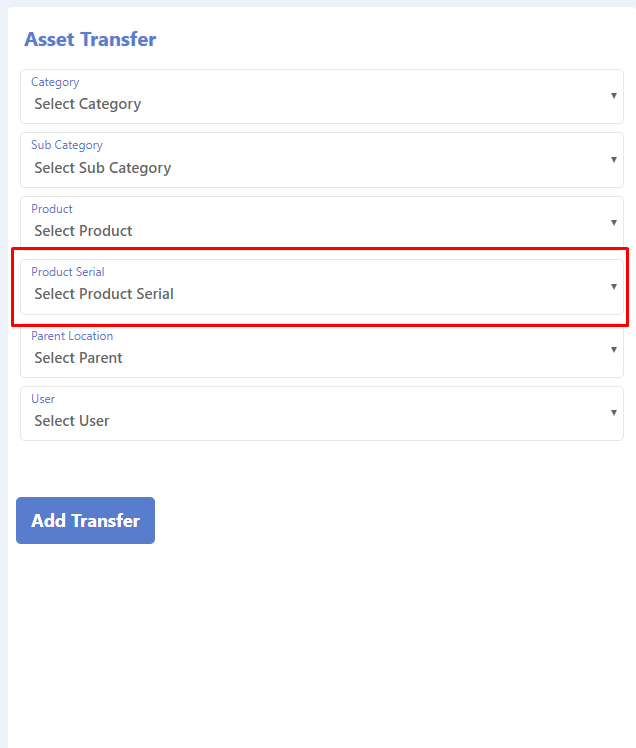 Asset Transfer
Category
Select Category
Sub Category
Select Sub Category
Product
Select Product
Product Serial
Select Product Serial
Parent Location
Select Parent
User
Select User
Add Transfer